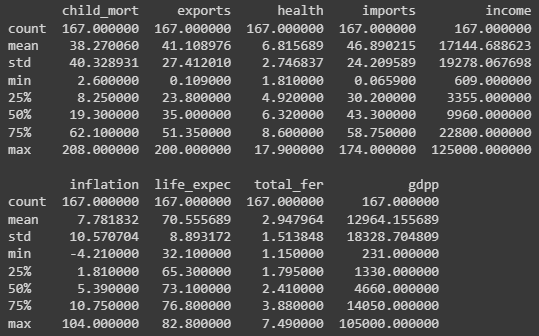 child_mort exports health imports income
count 167.000000 167.000000 167.000000 167.000000 167.000000
mean 38.270060 41.108976 6.815689 46.890215 17144.688623
std 40.328931 27.412010 2.746837 24.209589 19278.067698
min 2.600000 0.109000 1.810000 0.065900 609.000000
25% 8.250000 23.800000 4.920000 30.200000 3355.000000
50% 19.300000 35.000000 6.320000 43.300000 9960.000000
75% 62.100000 51.350000 8.600000 58.750000 22800.000000
max 208.000000 200.000000 17.900000 174.000000 125000.000000
inflation life_expec total_fer gdpp
count 167.000000 167.000000 167.000000 167.000000
mean 7.781832 70.555689 2.947964 12964.155689
std 10.570704 8.893172 1.513848 18328.704809
min -4.210000 32.100000 1.150000 231.000000
25% 1.810000 65.300000 1.795000 1330.000000
50% 5.390000 73.100000 2.410000 4660.000000
75% 10.750000 76.800000 3.880000 14050.000000
max 104.000000 82.800000 7.490000 105000.000000